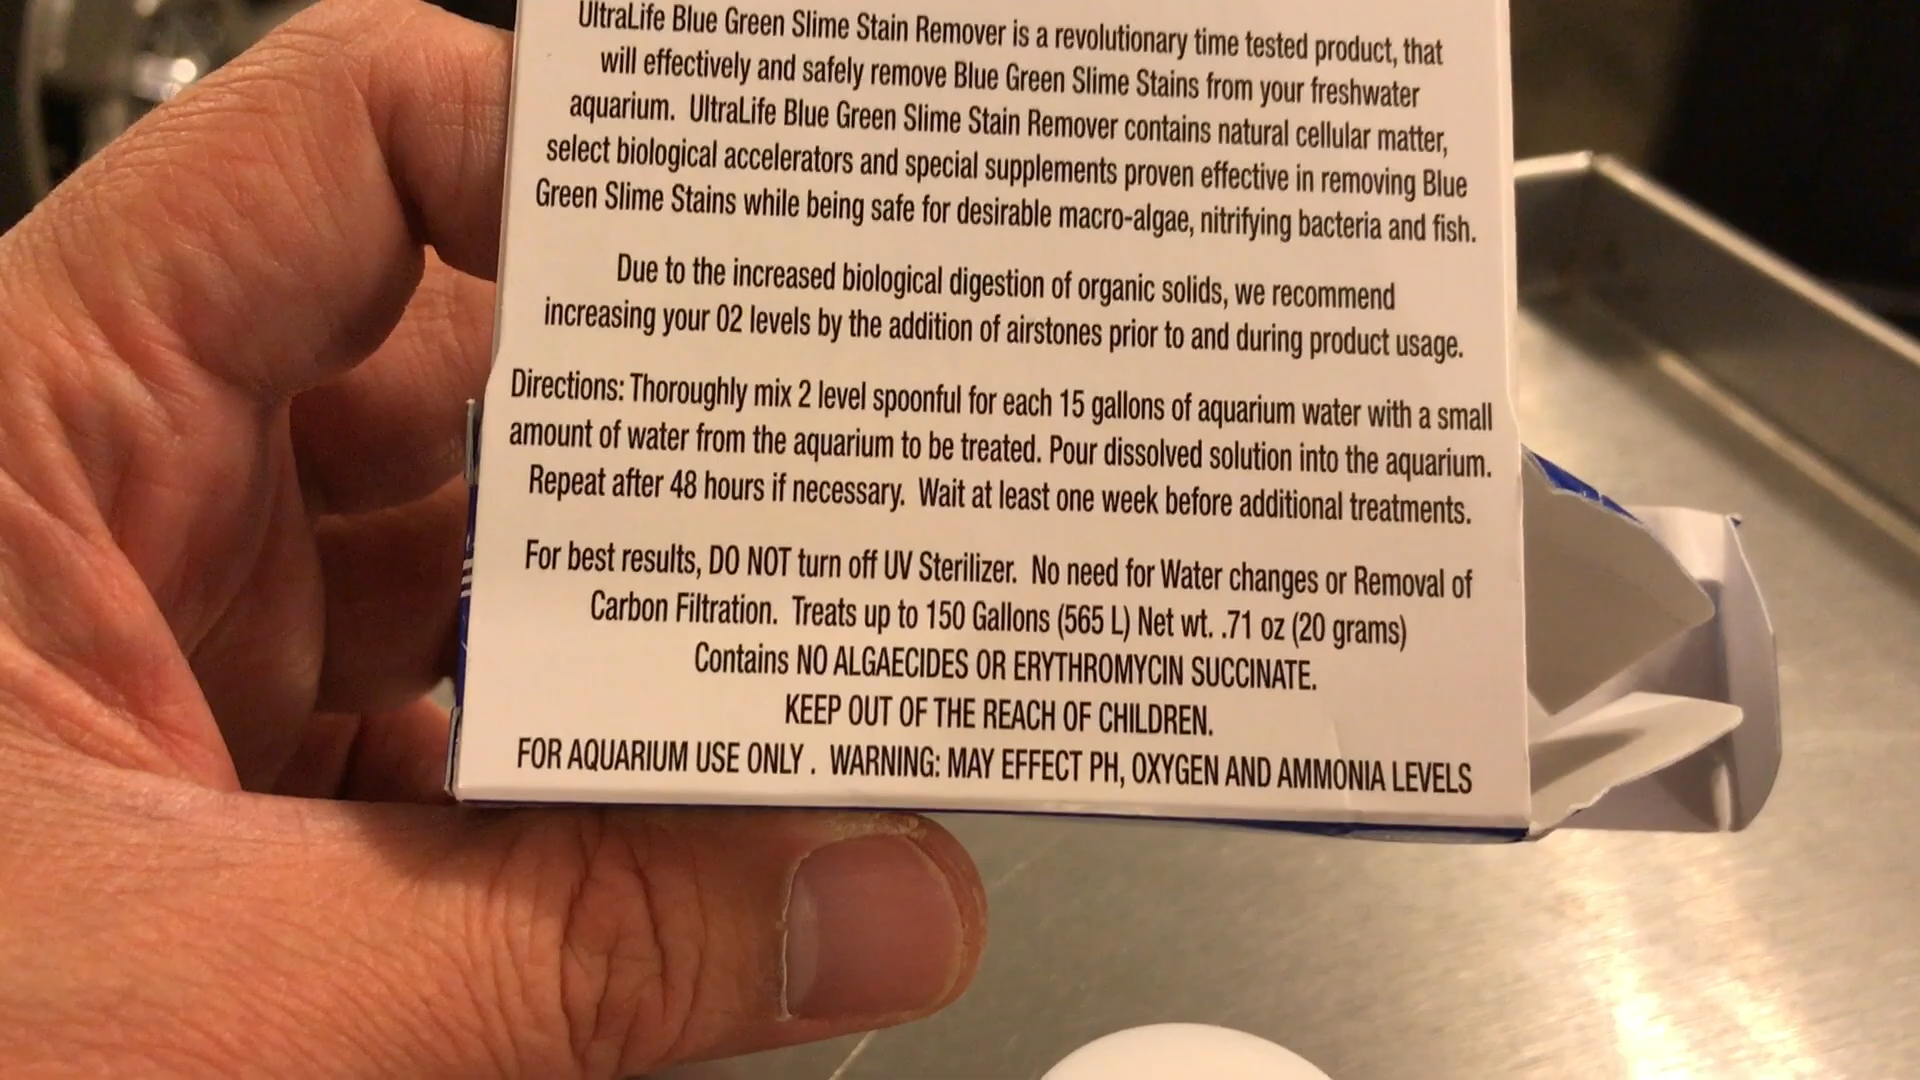 UltraLife Blue Green Slime Stain Remover is a revolutionary time tested product, that
will effectively and safely remove Blue Green Slime Stains from your freshwater
aquarium. UltraLife Blue Green Slime Stain Remover contains natural cellular matter,
select biological accelerators and special supplements proven effective in removing Blue
Green Slime Stains while being safe for desirable macro-algae, nitrifying bacteria and fish.
Due to the increased biological digestion of organic solids, we recommend
increasing your 02 levels by the addition of airstones prior to and during product usage.
Directions: Thoroughly mix 2 level spoonful for each 15 gallons of aquarium water with a small
amount of water from the aquarium to be treated. Pour dissolved solution into the aquarium.
Repeat after 48 hours if necessary. Wait at least one week before additional treatments.
For best results, DO NOT turn off UV Sterilizer. No need for Water changes or Removal of
Carbon Filtration. Treats up to 150 Gallons (565 L) Net wt. .71 oz (20 grams)
Contains NO ALGAECIDES OR ERYTHROMYCIN SUCCINATE.
KEEP OUT OF THE REACH OF CHILDREN.
FOR AQUARIUM USE ONLY . WARNING: MAY EFFECT PH, OXYGEN AND AMMONIA LEVELS